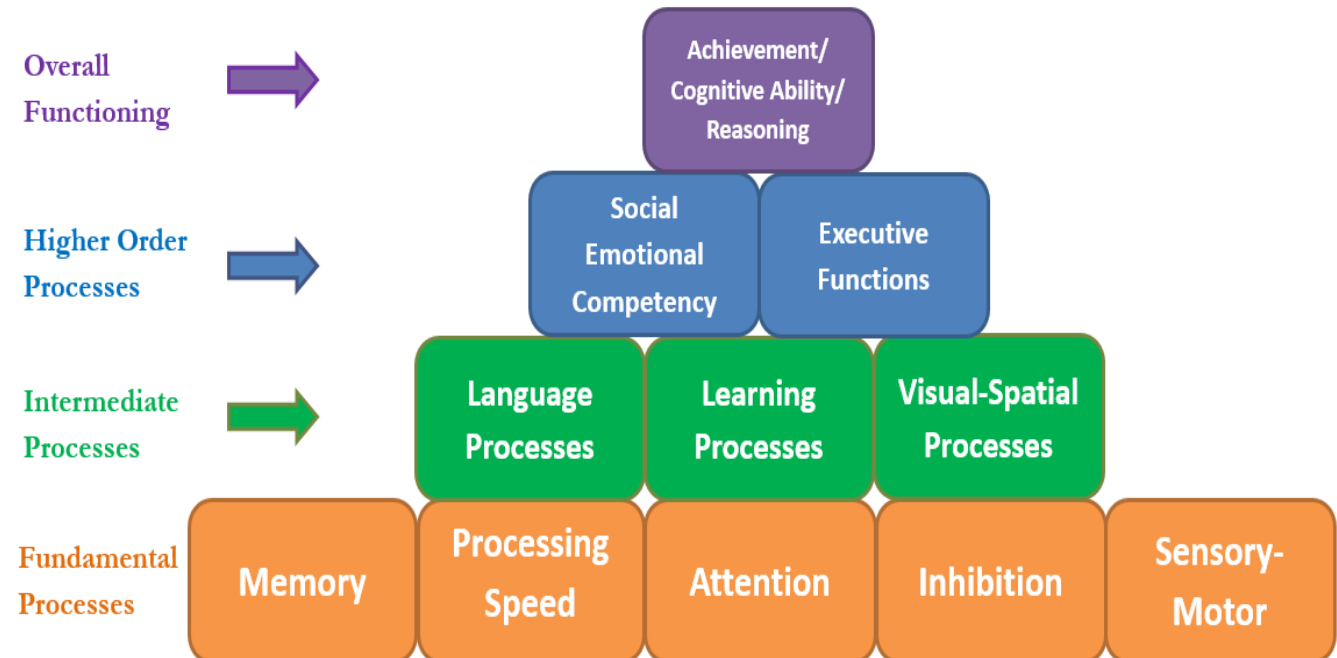 Overall
Functioning
Achievement/
Cognitive Ability/
Reasoning
Higher Order
Processes
Social
Emotional
Competency
Executive
Functions
Intermediate
Processes
Language
Processes
Learning
Processes
Visual-Spatial
Processes
Fundamental
Processes
Memory
Processing
Speed
Attention
Inhibition
Sensory-
Motor